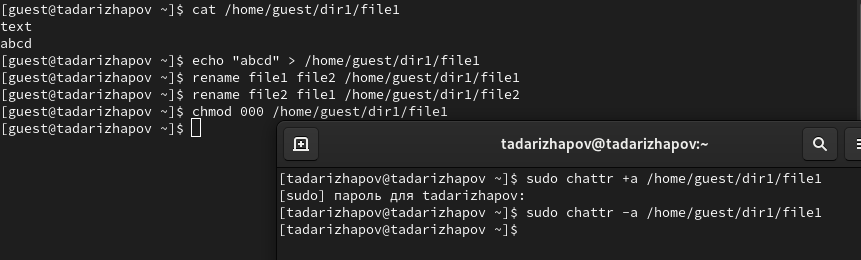 [guest@tadarizhapov ~]$ cat /home/guest/dir1/file1
text
abcd
[guest@tadarizhapov ~]$ echo "abcd" > /home/guest/dir1/file1
[guest@tadarizhapov ~]$ rename file1 file2 /home/guest/dir1/file1
[guest@tadarizhapov ~]$ rename file2 file1 /home/guest/dir1/file2
[guest@tadarizhapov ~]$ chmod 000 /home/guest/dir1/file1
[guest@tadarizhapov ~]$
tadarizhapov@tadarizhapov:~
[tadarizhapov@tadarizhapov ~]$ sudo chattr +a /home/guest/dir1/file1
[sudo] пароль для tadarizhapov:
[tadarizhapov@tadarizhapov ~]$ sudo chattr -a /home/guest/dir1/file1
[tadarizhapov@tadarizhapov ~]$